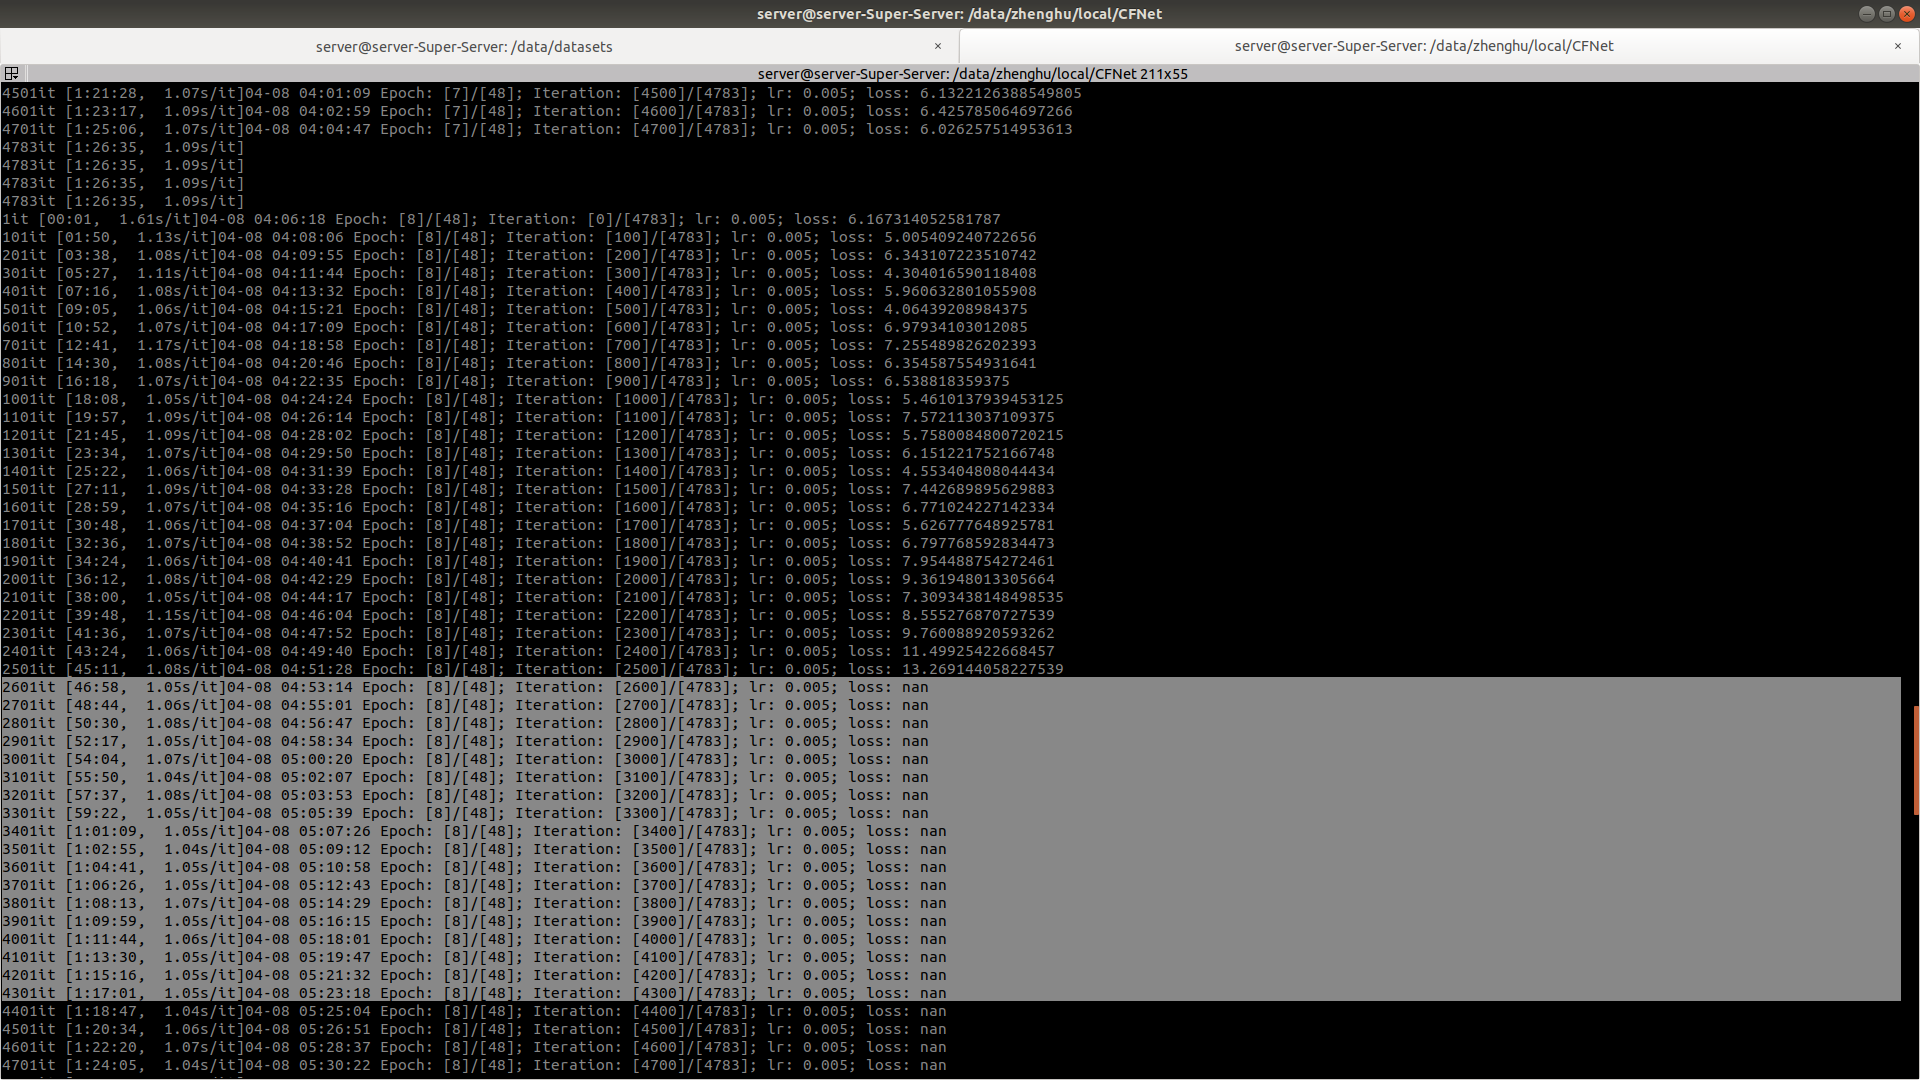 server@server-Super-Server: /data/zhenghu/local/CFNet
server@server-Super-Server: /data/datasets ×
server@server-Super-Server: /data/zhenghu/local/CFNet ×
server@server-Super-Server: /data/zhenghu/local/CFNet 211x55
4501it [1:21:28,  1.07s/it]04-08 04:01:09 Epoch: [7]/[48]; Iteration: [4500]/[4783]; lr: 0.005; loss: 6.1322126388549805
4601it [1:23:17,  1.09s/it]04-08 04:02:59 Epoch: [7]/[48]; Iteration: [4600]/[4783]; lr: 0.005; loss: 6.425785064697266
4701it [1:25:06,  1.07s/it]04-08 04:04:47 Epoch: [7]/[48]; Iteration: [4700]/[4783]; lr: 0.005; loss: 6.026257514953613
4783it [1:26:35,  1.09s/it]
4783it [1:26:35,  1.09s/it]
4783it [1:26:35,  1.09s/it]
4783it [1:26:35,  1.09s/it]
1it [00:01,  1.61s/it]04-08 04:06:18 Epoch: [8]/[48]; Iteration: [0]/[4783]; lr: 0.005; loss: 6.167314052581787
101it [01:50,  1.13s/it]04-08 04:08:06 Epoch: [8]/[48]; Iteration: [100]/[4783]; lr: 0.005; loss: 5.005409240722656
201it [03:38,  1.08s/it]04-08 04:09:55 Epoch: [8]/[48]; Iteration: [200]/[4783]; lr: 0.005; loss: 6.343107223510742
301it [05:27,  1.11s/it]04-08 04:11:44 Epoch: [8]/[48]; Iteration: [300]/[4783]; lr: 0.005; loss: 4.304016590118408
401it [07:16,  1.08s/it]04-08 04:13:32 Epoch: [8]/[48]; Iteration: [400]/[4783]; lr: 0.005; loss: 5.960632801055908
501it [09:05,  1.06s/it]04-08 04:15:21 Epoch: [8]/[48]; Iteration: [500]/[4783]; lr: 0.005; loss: 4.06439208984375
601it [10:52,  1.07s/it]04-08 04:17:09 Epoch: [8]/[48]; Iteration: [600]/[4783]; lr: 0.005; loss: 6.97934103012085
701it [12:41,  1.17s/it]04-08 04:18:58 Epoch: [8]/[48]; Iteration: [700]/[4783]; lr: 0.005; loss: 7.255489826202393
801it [14:30,  1.08s/it]04-08 04:20:46 Epoch: [8]/[48]; Iteration: [800]/[4783]; lr: 0.005; loss: 6.354587554931641
901it [16:18,  1.07s/it]04-08 04:22:35 Epoch: [8]/[48]; Iteration: [900]/[4783]; lr: 0.005; loss: 6.538818359375
1001it [18:08,  1.05s/it]04-08 04:24:24 Epoch: [8]/[48]; Iteration: [1000]/[4783]; lr: 0.005; loss: 5.4610137939453125
1101it [19:57,  1.09s/it]04-08 04:26:14 Epoch: [8]/[48]; Iteration: [1100]/[4783]; lr: 0.005; loss: 7.572113037109375
1201it [21:45,  1.09s/it]04-08 04:28:02 Epoch: [8]/[48]; Iteration: [1200]/[4783]; lr: 0.005; loss: 5.7580084800720215
1301it [23:34,  1.07s/it]04-08 04:29:50 Epoch: [8]/[48]; Iteration: [1300]/[4783]; lr: 0.005; loss: 6.151221752166748
1401it [25:22,  1.06s/it]04-08 04:31:39 Epoch: [8]/[48]; Iteration: [1400]/[4783]; lr: 0.005; loss: 4.553404808044434
1501it [27:11,  1.09s/it]04-08 04:33:28 Epoch: [8]/[48]; Iteration: [1500]/[4783]; lr: 0.005; loss: 7.442689895629883
1601it [28:59,  1.07s/it]04-08 04:35:16 Epoch: [8]/[48]; Iteration: [1600]/[4783]; lr: 0.005; loss: 6.771024227142334
1701it [30:48,  1.06s/it]04-08 04:37:04 Epoch: [8]/[48]; Iteration: [1700]/[4783]; lr: 0.005; loss: 5.626777648925781
1801it [32:36,  1.07s/it]04-08 04:38:52 Epoch: [8]/[48]; Iteration: [1800]/[4783]; lr: 0.005; loss: 6.797768592834473
1901it [34:24,  1.06s/it]04-08 04:40:41 Epoch: [8]/[48]; Iteration: [1900]/[4783]; lr: 0.005; loss: 7.954488754272461
2001it [36:12,  1.08s/it]04-08 04:42:29 Epoch: [8]/[48]; Iteration: [2000]/[4783]; lr: 0.005; loss: 9.361948013305664
2101it [38:00,  1.05s/it]04-08 04:44:17 Epoch: [8]/[48]; Iteration: [2100]/[4783]; lr: 0.005; loss: 7.3093438148498535
2201it [39:48,  1.15s/it]04-08 04:46:04 Epoch: [8]/[48]; Iteration: [2200]/[4783]; lr: 0.005; loss: 8.555276870727539
2301it [41:36,  1.07s/it]04-08 04:47:52 Epoch: [8]/[48]; Iteration: [2300]/[4783]; lr: 0.005; loss: 9.760088920593262
2401it [43:24,  1.06s/it]04-08 04:49:40 Epoch: [8]/[48]; Iteration: [2400]/[4783]; lr: 0.005; loss: 11.49925422668457
2501it [45:11,  1.08s/it]04-08 04:51:28 Epoch: [8]/[48]; Iteration: [2500]/[4783]; lr: 0.005; loss: 13.269144058227539
2601it [46:58,  1.05s/it]04-08 04:53:14 Epoch: [8]/[48]; Iteration: [2600]/[4783]; lr: 0.005; loss: nan
2701it [48:44,  1.06s/it]04-08 04:55:01 Epoch: [8]/[48]; Iteration: [2700]/[4783]; lr: 0.005; loss: nan
2801it [50:30,  1.08s/it]04-08 04:56:47 Epoch: [8]/[48]; Iteration: [2800]/[4783]; lr: 0.005; loss: nan
2901it [52:17,  1.05s/it]04-08 04:58:34 Epoch: [8]/[48]; Iteration: [2900]/[4783]; lr: 0.005; loss: nan
3001it [54:04,  1.07s/it]04-08 05:00:20 Epoch: [8]/[48]; Iteration: [3000]/[4783]; lr: 0.005; loss: nan
3101it [55:50,  1.04s/it]04-08 05:02:07 Epoch: [8]/[48]; Iteration: [3100]/[4783]; lr: 0.005; loss: nan
3201it [57:37,  1.08s/it]04-08 05:03:53 Epoch: [8]/[48]; Iteration: [3200]/[4783]; lr: 0.005; loss: nan
3301it [59:22,  1.05s/it]04-08 05:05:39 Epoch: [8]/[48]; Iteration: [3300]/[4783]; lr: 0.005; loss: nan
3401it [1:01:09,  1.05s/it]04-08 05:07:26 Epoch: [8]/[48]; Iteration: [3400]/[4783]; lr: 0.005; loss: nan
3501it [1:02:55,  1.04s/it]04-08 05:09:12 Epoch: [8]/[48]; Iteration: [3500]/[4783]; lr: 0.005; loss: nan
3601it [1:04:41,  1.05s/it]04-08 05:10:58 Epoch: [8]/[48]; Iteration: [3600]/[4783]; lr: 0.005; loss: nan
3701it [1:06:26,  1.05s/it]04-08 05:12:43 Epoch: [8]/[48]; Iteration: [3700]/[4783]; lr: 0.005; loss: nan
3801it [1:08:13,  1.07s/it]04-08 05:14:29 Epoch: [8]/[48]; Iteration: [3800]/[4783]; lr: 0.005; loss: nan
3901it [1:09:59,  1.05s/it]04-08 05:16:15 Epoch: [8]/[48]; Iteration: [3900]/[4783]; lr: 0.005; loss: nan
4001it [1:11:44,  1.06s/it]04-08 05:18:01 Epoch: [8]/[48]; Iteration: [4000]/[4783]; lr: 0.005; loss: nan
4101it [1:13:30,  1.05s/it]04-08 05:19:47 Epoch: [8]/[48]; Iteration: [4100]/[4783]; lr: 0.005; loss: nan
4201it [1:15:16,  1.05s/it]04-08 05:21:32 Epoch: [8]/[48]; Iteration: [4200]/[4783]; lr: 0.005; loss: nan
4301it [1:17:01,  1.05s/it]04-08 05:23:18 Epoch: [8]/[48]; Iteration: [4300]/[4783]; lr: 0.005; loss: nan
4401it [1:18:47,  1.04s/it]04-08 05:25:04 Epoch: [8]/[48]; Iteration: [4400]/[4783]; lr: 0.005; loss: nan
4501it [1:20:34,  1.06s/it]04-08 05:26:51 Epoch: [8]/[48]; Iteration: [4500]/[4783]; lr: 0.005; loss: nan
4601it [1:22:20,  1.07s/it]04-08 05:28:37 Epoch: [8]/[48]; Iteration: [4600]/[4783]; lr: 0.005; loss: nan
4701it [1:24:05,  1.04s/it]04-08 05:30:22 Epoch: [8]/[48]; Iteration: [4700]/[4783]; lr: 0.005; loss: nan